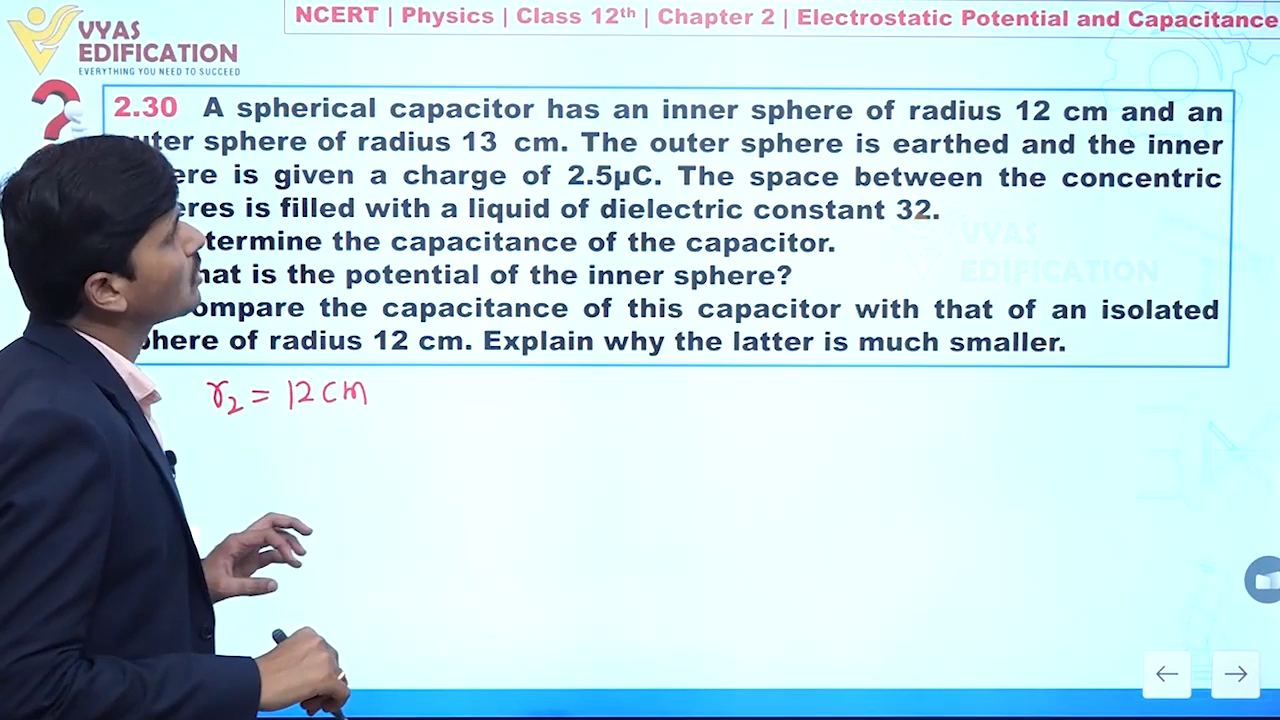 NCERT | Physics | Class 12th | Chapter 2 | Electrostatic Potential and Capacitance
VYAS
EDIFICATION
EVERYTHING YOU NEED TO SUCCEED
2.30 A spherical capacitor has an inner sphere of radius 12 cm and an
ter sphere of radius 13 cm. The outer sphere is earthed and the inner
ere is given a charge of 2.5μC. The space between the concentric
eres is filled with a liquid of dielectric constant 32.
termine the capacitance of the capacitor.
hat is the potential of the inner sphere?
ompare the capacitance of this capacitor with that of an isolated
here of radius 12 cm. Explain why the latter is much smaller.
VYAS
EDIFICATION
r₂ = 12 cm